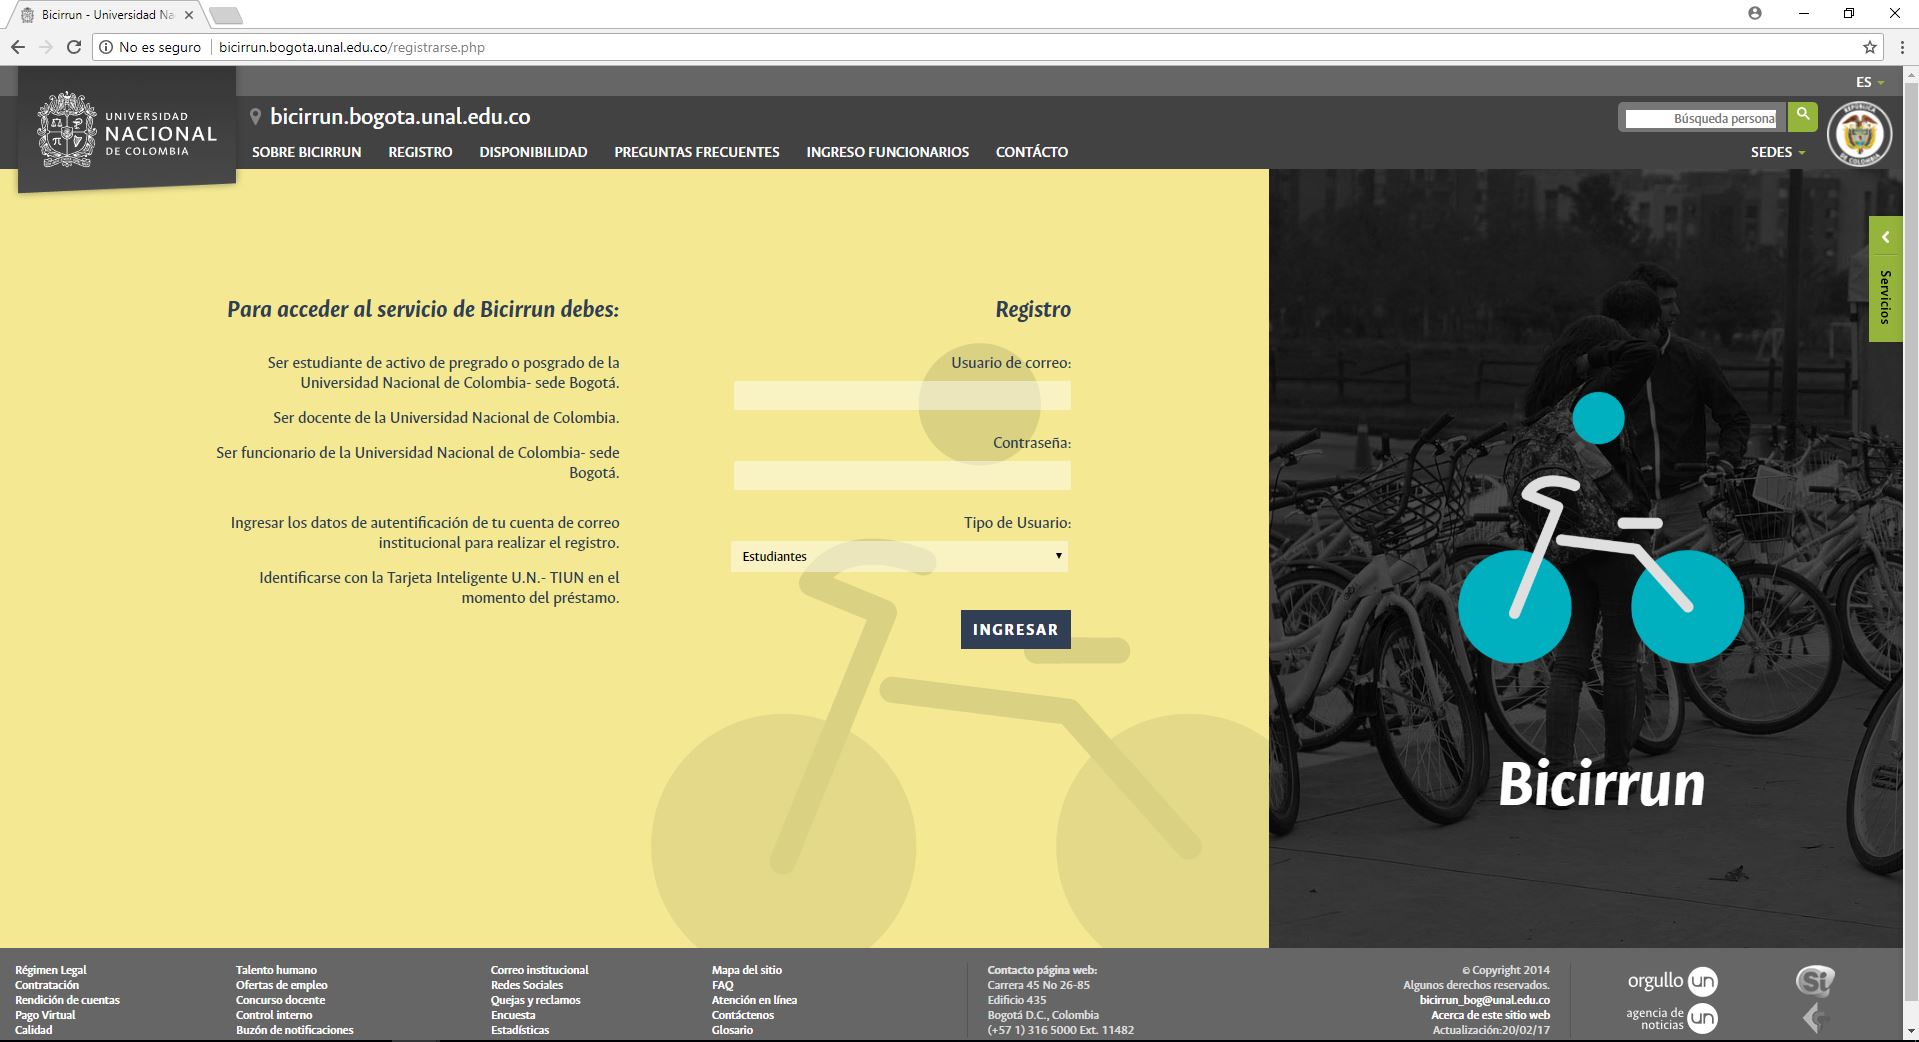 Bicirrun - Universidad Na
No es seguro
bicirrun.bogota.unal.edu.co/registrarse.php
ES
UNIVERSIDAD
NACIONAL
DE COLOMBIA
bicirrun.bogota.unal.edu.co
Búsqueda personal
REPÚBLICA
DE COLOMBIA
SOBRE BICIRRUN
REGISTRO
DISPONIBILIDAD
PREGUNTAS FRECUENTES
INGRESO FUNCIONARIOS
CONTÁCTO
SEDES
Servicios
Para acceder al servicio de Bicirrun debes:
Ser estudiante de activo de pregrado o posgrado de la
Universidad Nacional de Colombia- sede Bogotá.
Ser docente de la Universidad Nacional de Colombia.
Ser funcionario de la Universidad Nacional de Colombia- sede
Bogotá.
Ingresar los datos de autentificación de tu cuenta de correo
institucional para realizar el registro.
Identificarse con la Tarjeta Inteligente U.N.- TIUN en el
momento del préstamo.
Registro
Usuario de correo:
Contraseña:
Tipo de Usuario:
Estudiantes
INGRESAR
Bicirrun
Régimen Legal
Contratación
Rendición de cuentas
Pago Virtual
Calidad
Talento humano
Ofertas de empleo
Concurso docente
Control interno
Buzón de notificaciones
Correo institucional
Redes Sociales
Quejas y reclamos
Encuesta
Estadísticas
Mapa del sitio
FAQ
Atención en línea
Contáctenos
Glosario
Contacto página web:
Carrera 45 No 26-85
Edificio 435
Bogotá D.C., Colombia
(+57 1) 316 5000 Ext. 11482
© Copyright 2014
Algunos derechos reservados.
bicirrun_bog@unal.edu.co
Acerca de este sitio web
Actualización:20/02/17
orgullo un
agencia de
noticias un
Si